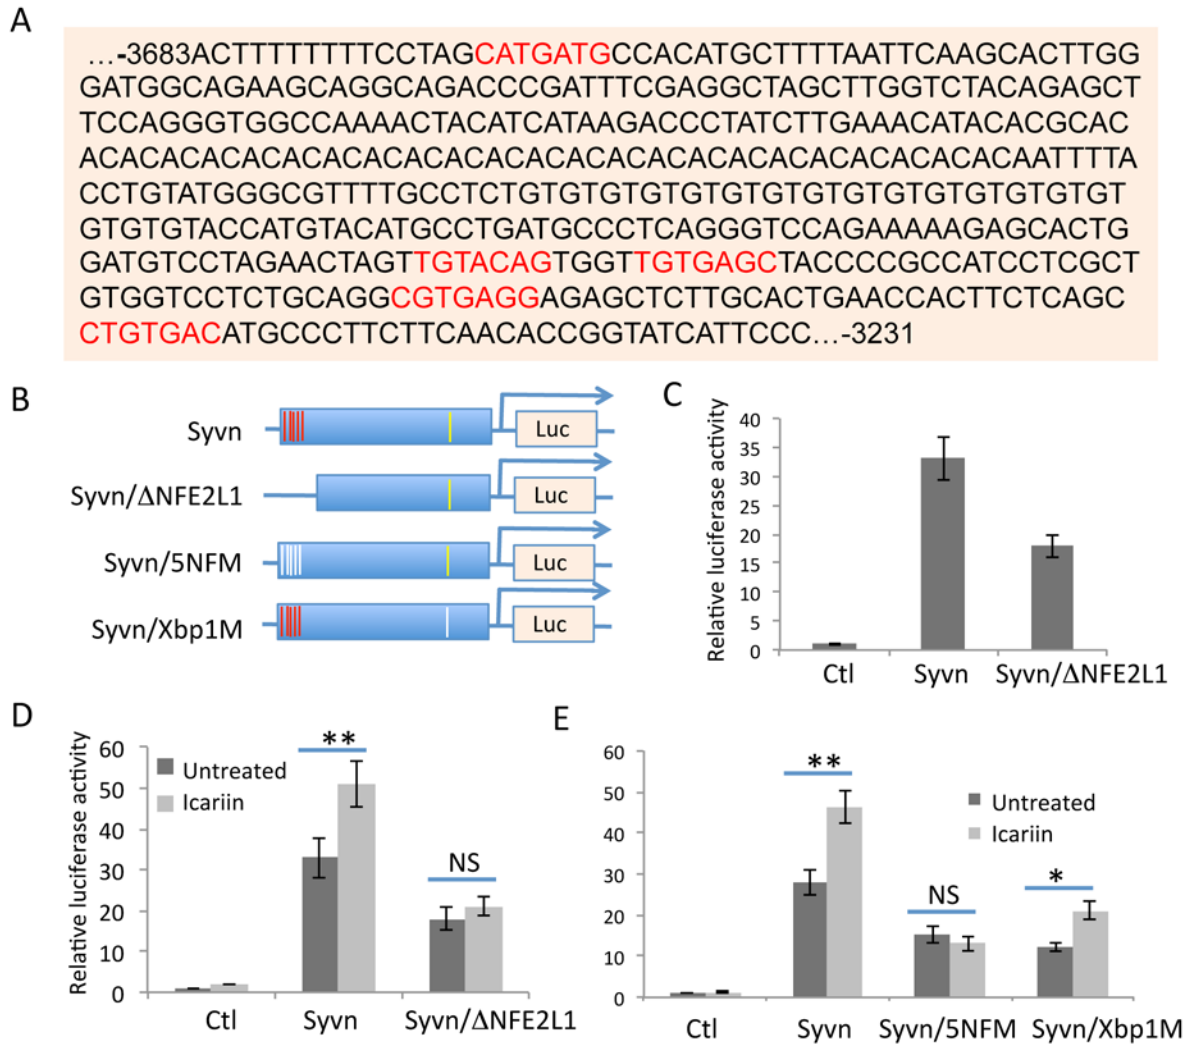 A
...-3683ACTTTTTTTTCCTAGCATGATGCCACATGCTTTTAATTCAAGCACTTGG
GATGGCAGAAGCAGGCAGACCCGATTTCGAGGCTAGCTTGGTCTACAGAGCT
TCCAGGGTGGCCAAAACTACATCATAAGACCCTATCTTGAAACATACACGCAC
ACACACACACACACACACACACACACACACACACACACACACACACACAATTTTA
CCTGTATGGGCGTTTTGCCTCTGTGTGTGTGTGTGTGTGTGTGTGTGTGTGTGT
GTGTGTACCATGTACATGCCTGATGCCCTCAGGGTCCAGAAAAAGAGCACTG
GATGTCCTAGAACTAGTTGTACAGTGGTTGTGAGCTACCCCGCCATCCTCGCT
GTGGTCCTCTGCAGGCGTGAGGAGAGCTCTTGCACTGAACCACTTCTCAGC
CTGTGACATGCCCTTCTTCAACACCGGTATCATTCCC...-3231
B
Syvn
Luc
Syvn/ΔNFE2L1
Luc
Syvn/5NFM
Luc
Syvn/Xbp1M
Luc
C
Relative luciferase activity
40
35
30
25
20
15
10
5
0
Ctl Syvn Syvn/ΔNFE2L1
D
Relative luciferase activity
60
50
40
30
20
10
0
Untreated
Icariin
**
NS
Ctl Syvn Syvn/ΔNFE2L1
E
60
50
40
30
20
10
0
**
Untreated
Icariin
NS
*
Ctl Syvn Syvn/5NFM Syvn/Xbp1M